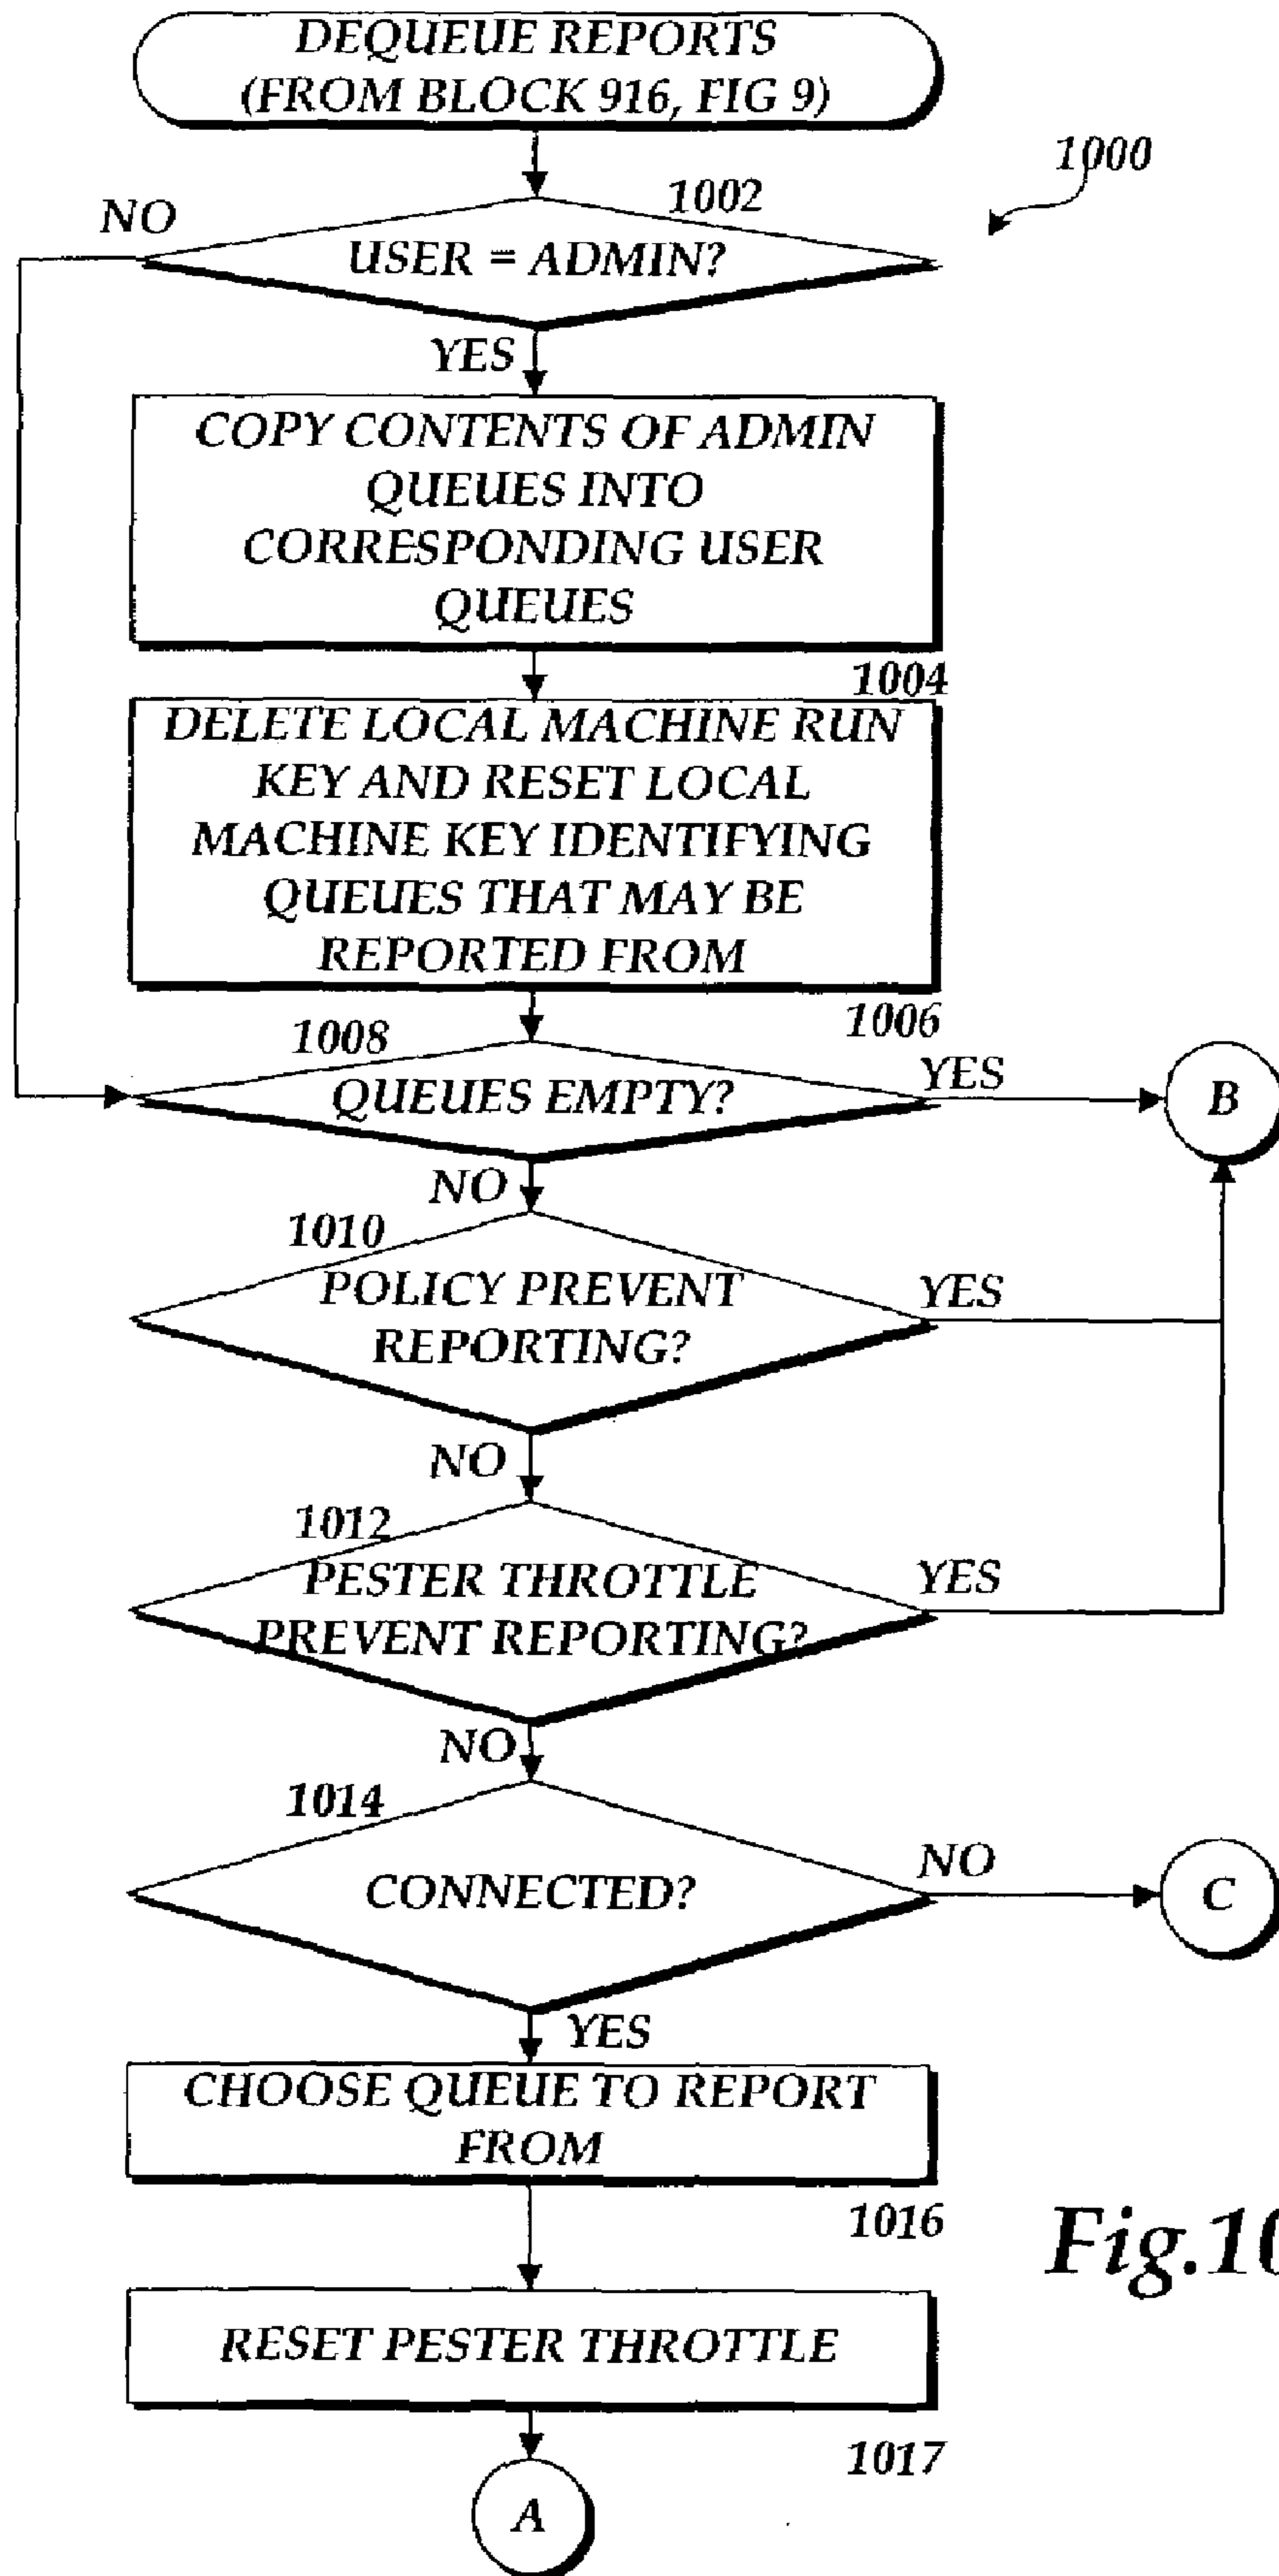 DEQUEUE REPORTS
(FROM BLOCK 916, FIG 9)
1000
1002
NO
USER = ADMIN?
YES
COPY CONTENTS OF ADMIN
QUEUES INTO
CORRESPONDING USER
QUEUES
1004
DELETE LOCAL MACHINE RUN
KEY AND RESET LOCAL
MACHINE KEY IDENTIFYING
QUEUES THAT MAY BE
REPORTED FROM
1006
1008
QUEUES EMPTY?
YES
B
NO
1010
POLICY PREVENT
REPORTING?
YES
NO
1012
PESTER THROTTLE
PREVENT REPORTING?
YES
NO
1014
CONNECTED?
NO
C
YES
CHOOSE QUEUE TO REPORT
FROM
1016
Fig.10
RESET PESTER THROTTLE
1017
A